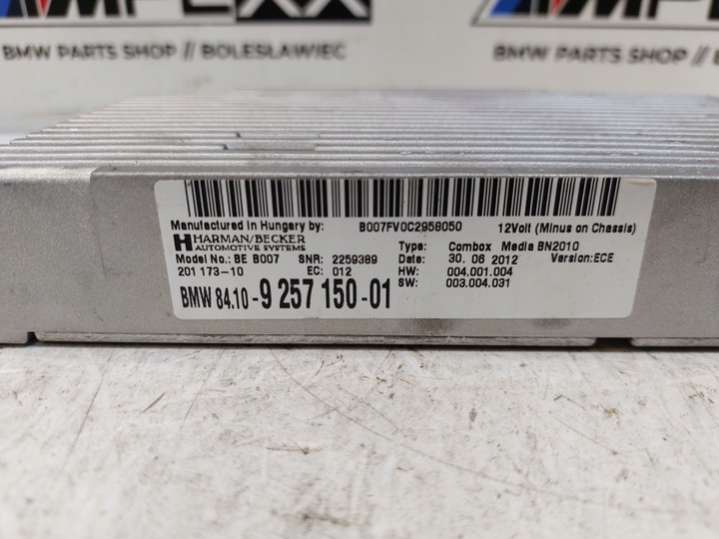 BMW PARTS SHOP // BOLESŁAWIEC
BMW PARTS SHOP // BOLES
Manufactured in Hungary by: B007FV0C2958050 12Volt (Minus on Chassis)
HARMAN/BECKER
AUTOMOTIVE SYSTEMS
Type: Combox Media BN2010
Model No.: BE B007 SNR: 2259389 Date: 30. 06 2012 Version:ECE
201 173-10 EC: 012 HW: 004.001.004
SW: 003.004.031
BMW 84.10 - 9 257 150 - 01